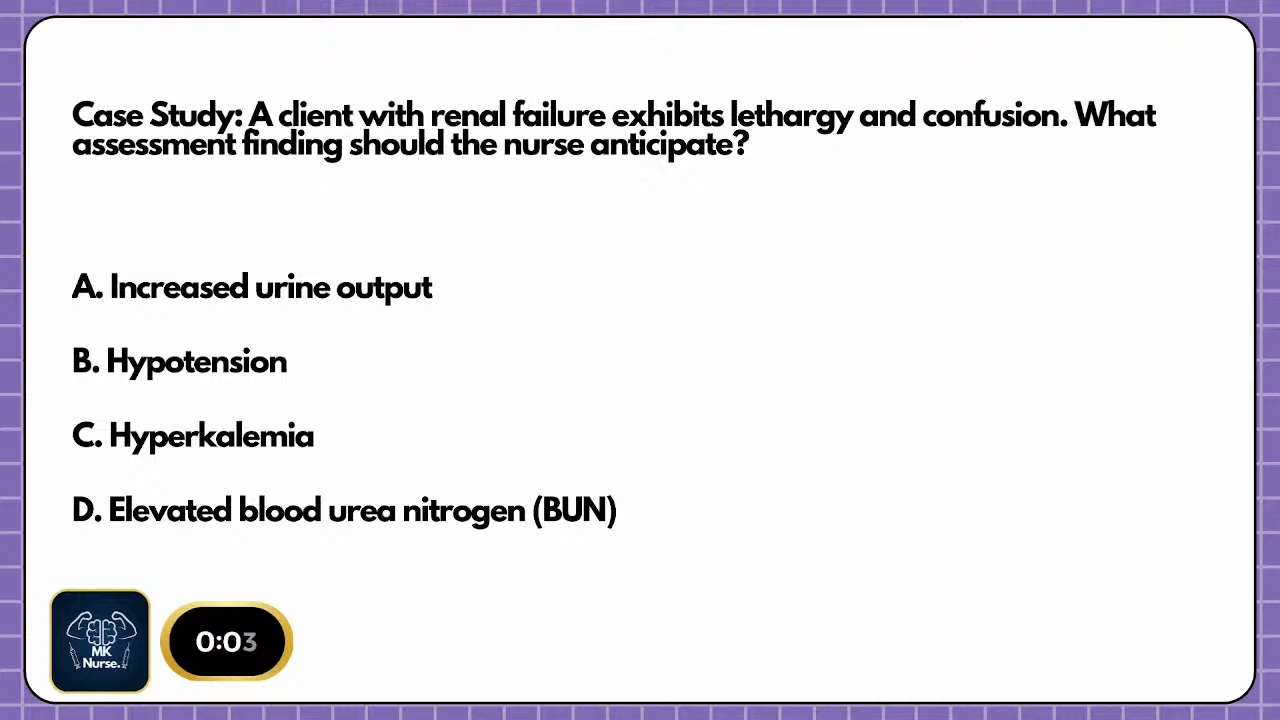 Case Study: A client with renal failure exhibits lethargy and confusion. What
assessment finding should the nurse anticipate?
A. Increased urine output
B. Hypotension
C. Hyperkalemia
D. Elevated blood urea nitrogen (BUN)
MK
Nurse.
0:03